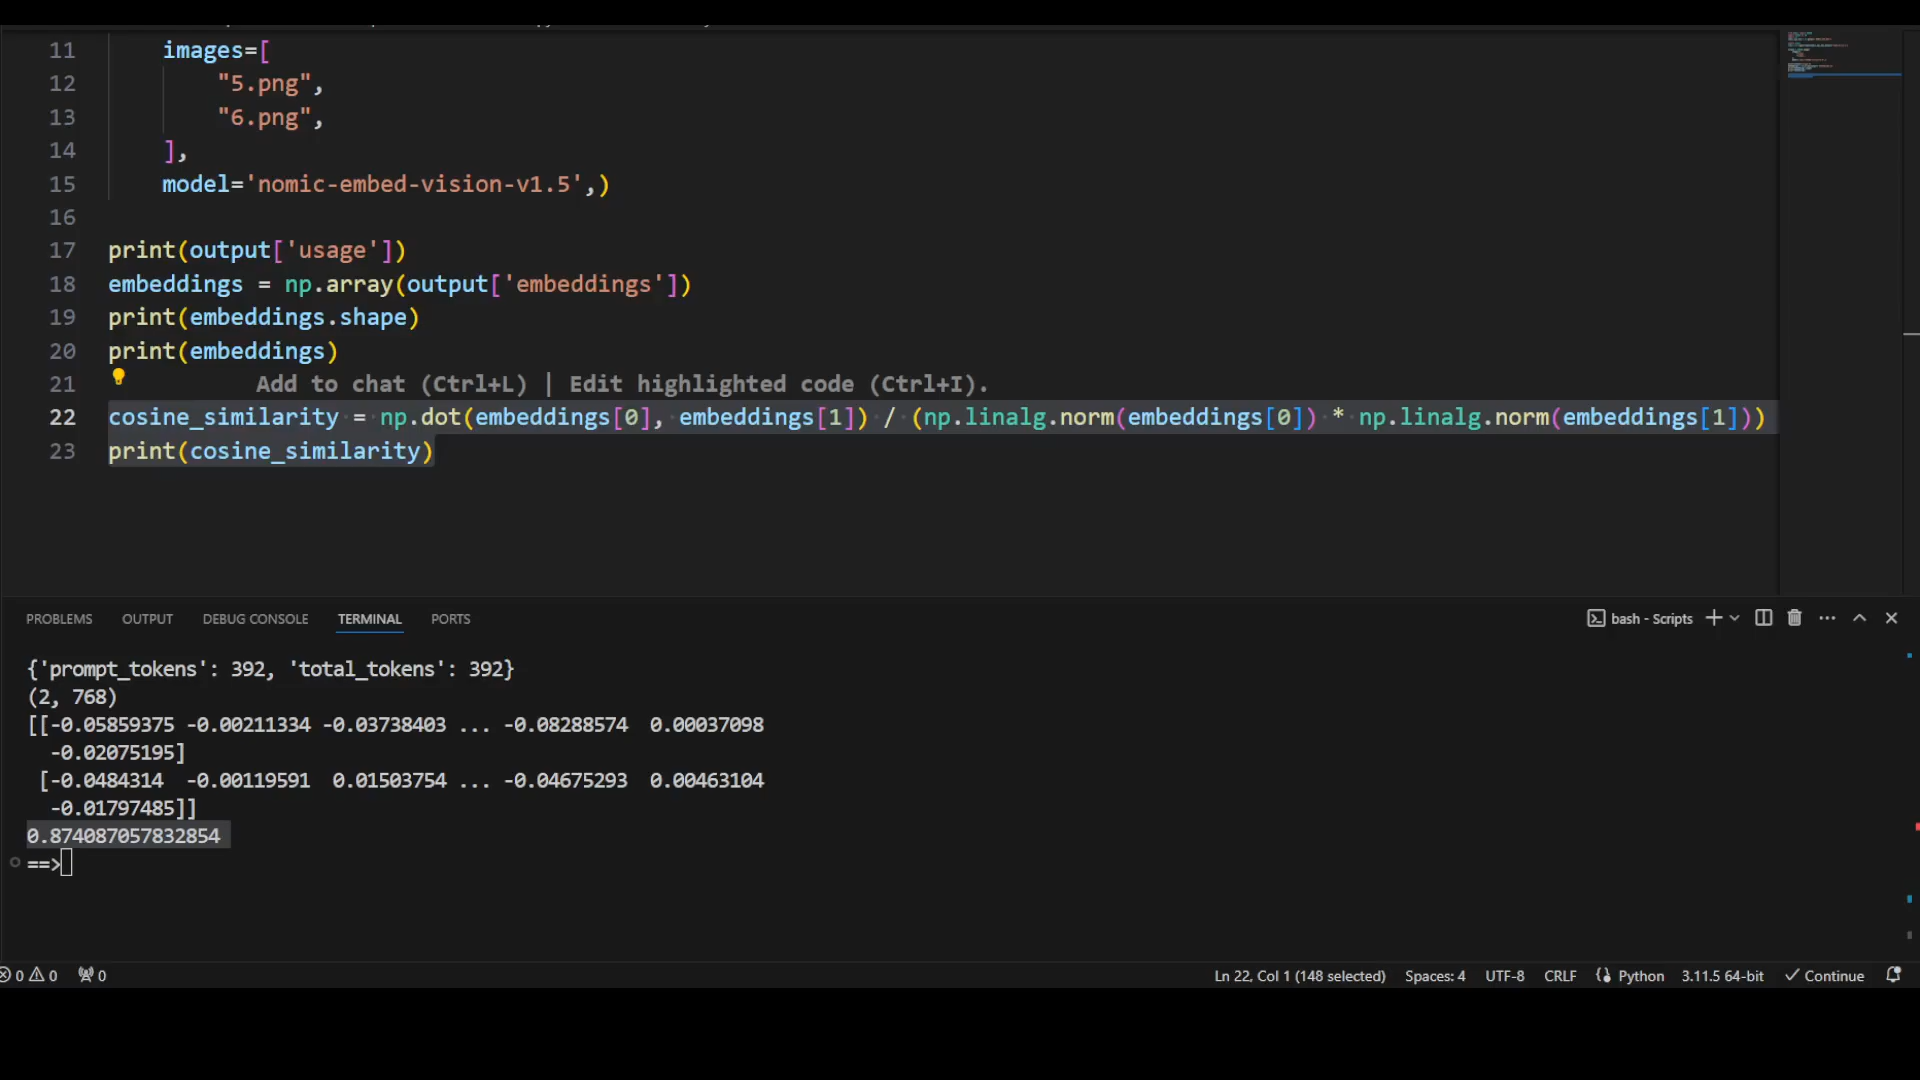 11 images=[
12 "5.png",
13 "6.png",
14 ],
15 model='nomic-embed-vision-v1.5',)
16
17 print(output['usage'])
18 embeddings = np.array(output['embeddings'])
19 print(embeddings.shape)
20 print(embeddings)
21 Add to chat (Ctrl+L) | Edit highlighted code (Ctrl+I).
22 cosine_similarity = np.dot(embeddings[0], embeddings[1]) / (np.linalg.norm(embeddings[0]) * np.linalg.norm(embeddings[1]))
23 print(cosine_similarity)
PROBLEMS OUTPUT DEBUG CONSOLE TERMINAL PORTS bash - Scripts
{'prompt_tokens': 392, 'total_tokens': 392}
(2, 768)
[[-0.05859375 -0.00211334 -0.03738403 ... -0.08288574 0.00037098
-0.02075195]
[-0.0484314 -0.00119591 0.01503754 ... -0.04675293 0.00463104
-0.01797485]]
0.874087057832854
==>
0 0 0 Ln 22, Col 1 (148 selected) Spaces: 4 UTF-8 CRLF Python 3.11.5 64-bit Continue